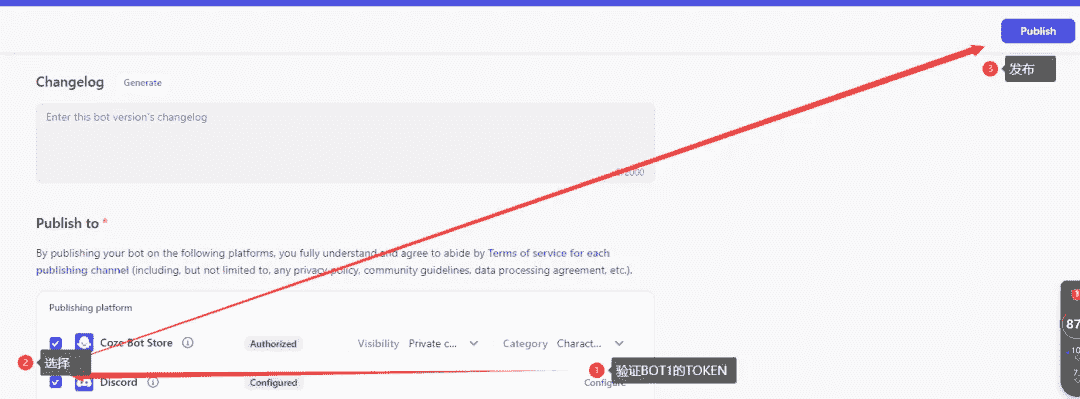 Publish
3 发布
Changelog Generate
Enter this bot version's changelog
Publish to *
By publishing your bot on the following platforms, you fully understand and agree to abide by Terms of service for each
publishing channel (including, but not limited to, any privacy policy, community guidelines, data processing agreement, etc.).
Publishing platform
Coze Bot Store Authorized Visibility Private c... Category Charact...
2 选择
1 验证BOT1的TOKEN
Discord Configured Configure
87
10
7.